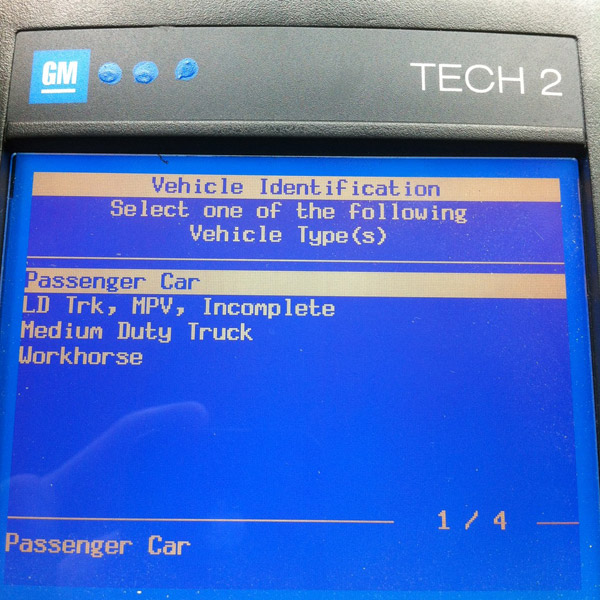 GM
TECH 2
Vehicle Identification
Select one of the following
Vehicle Type(s)
Passenger Car
LD Trk, MPV, Incomplete
Medium Duty Truck
Workhorse
1 / 4
Passenger Car